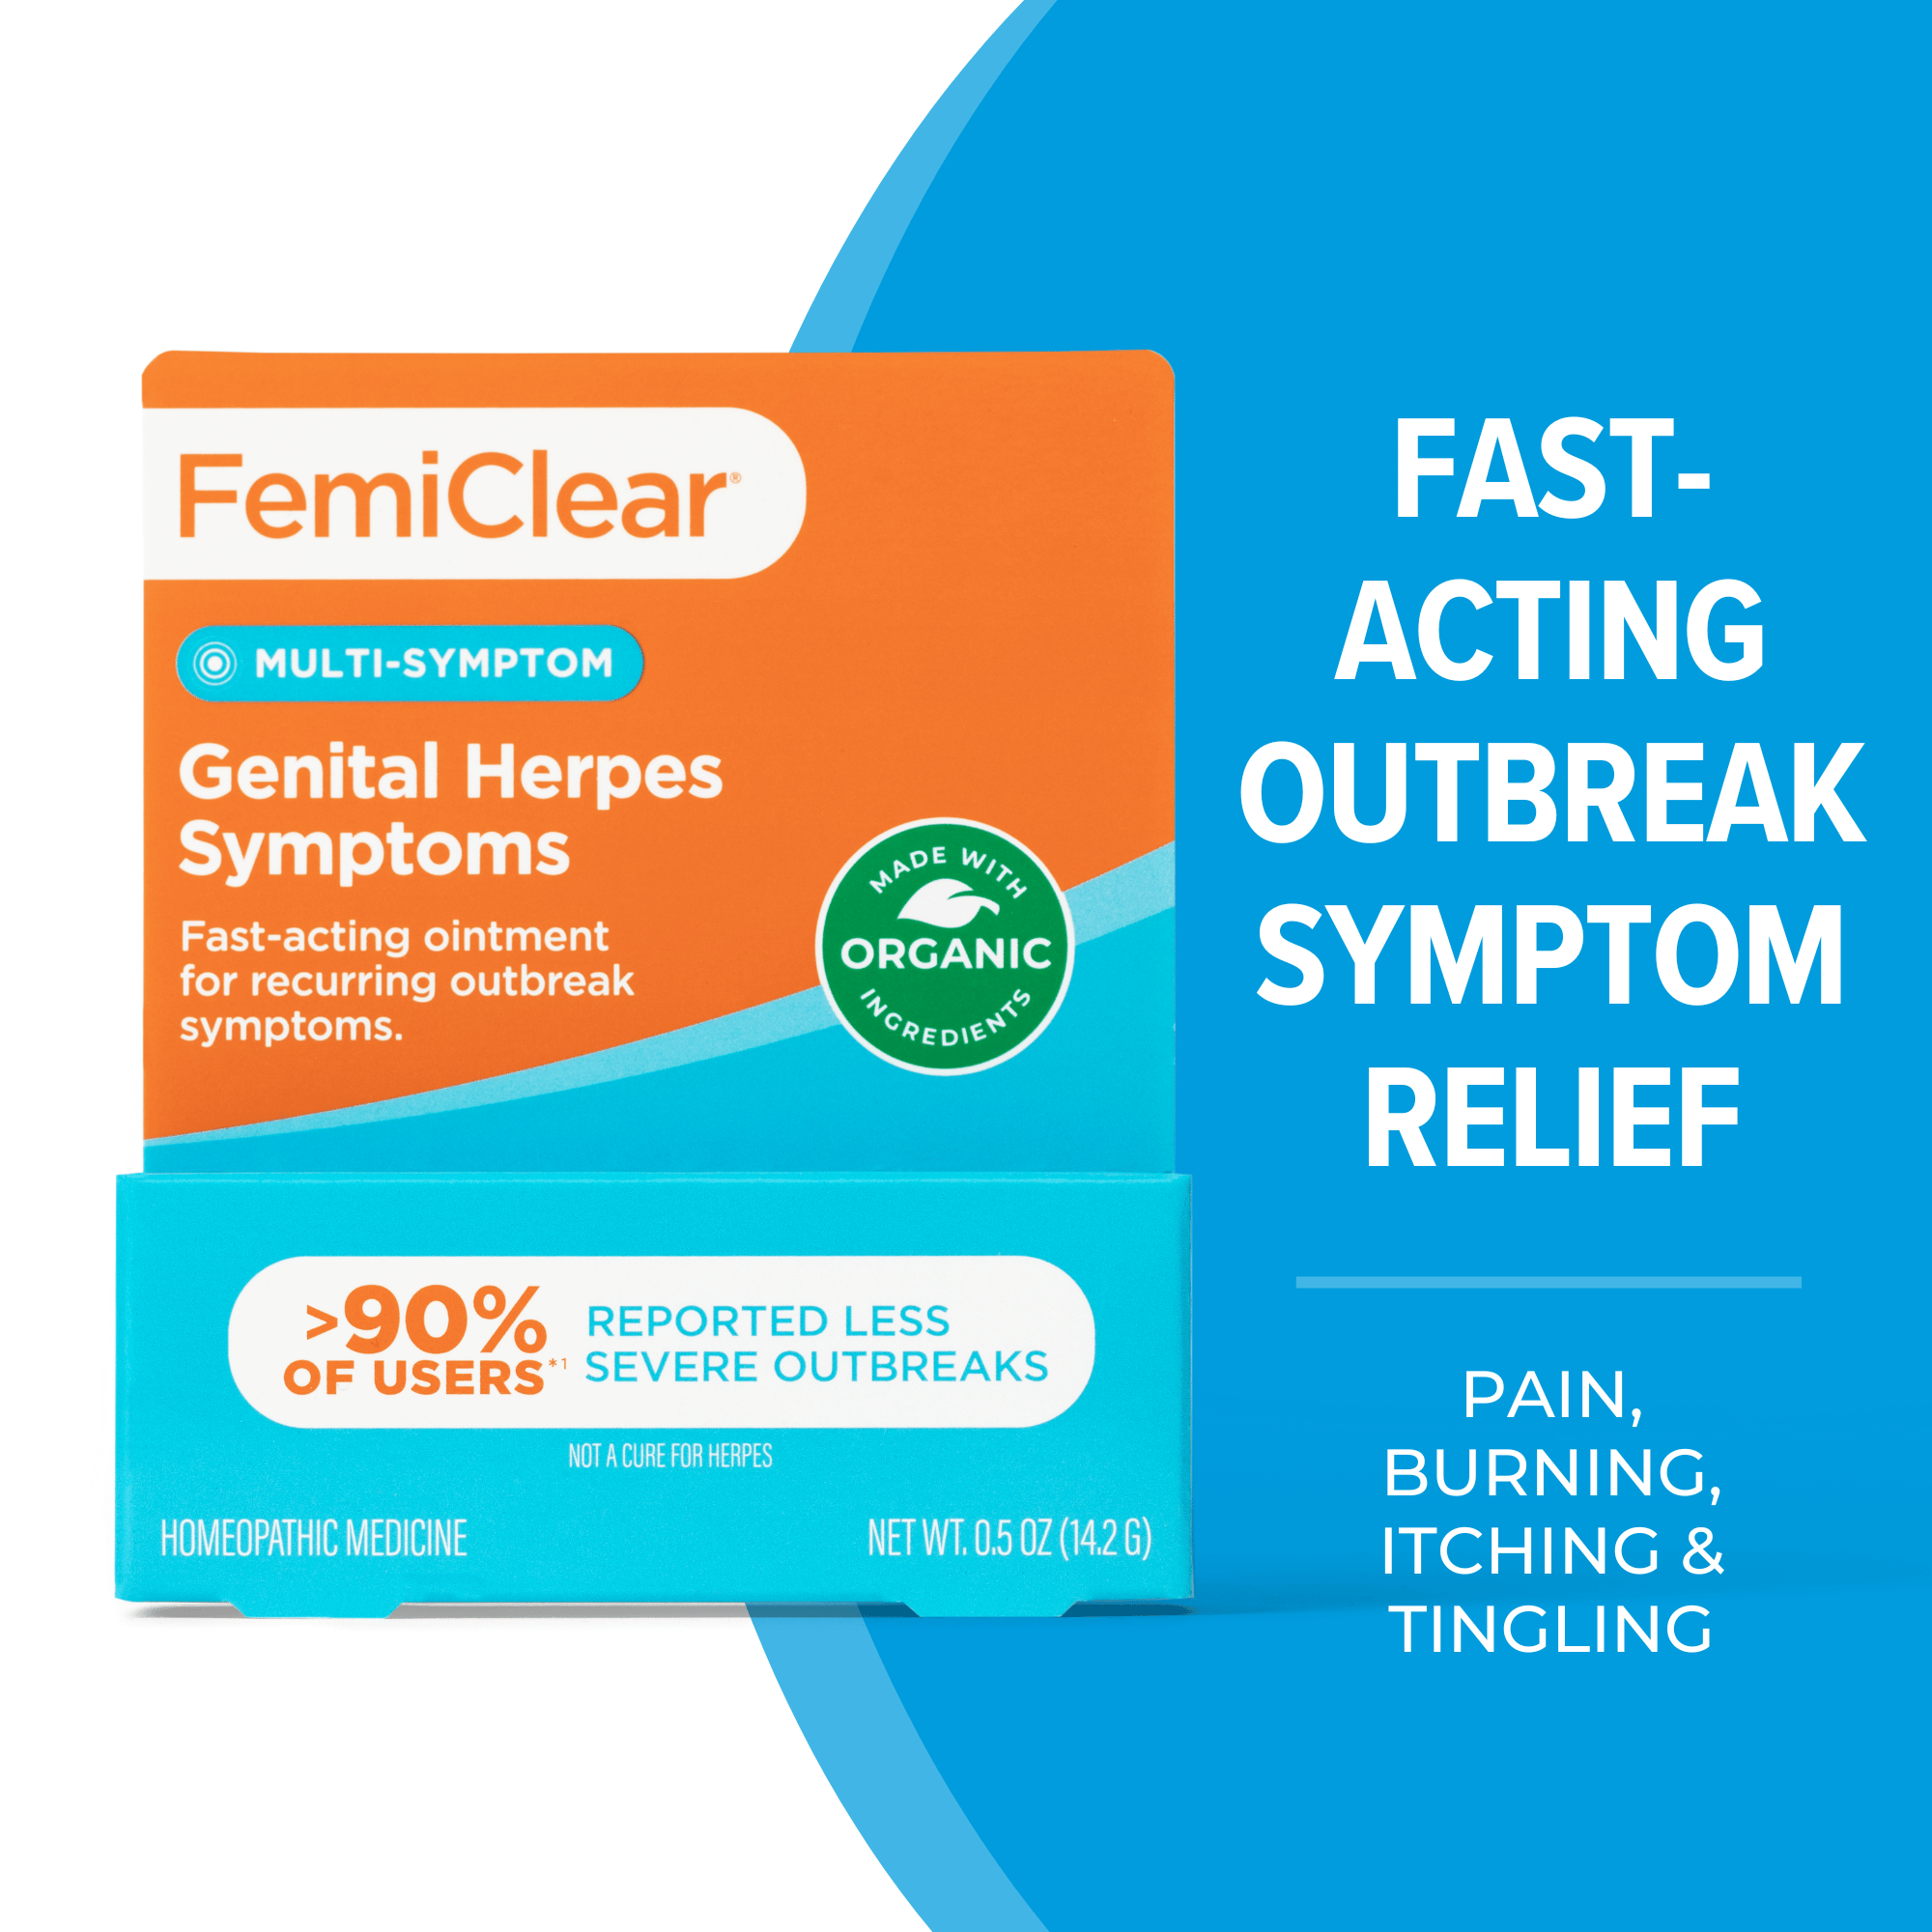 FemiClear®
MULTI-SYMPTOM
Genital Herpes
Symptoms
Fast-acting ointment
for recurring outbreak
symptoms.
MADE WITH
ORGANIC
INGREDIENTS
>90%
OF USERS*1
REPORTED LESS
SEVERE OUTBREAKS
NOT A CURE FOR HERPES
HOMEOPATHIC MEDICINE
NET WT. 0.5 OZ (14.2 G)
FAST-
ACTING
OUTBREAK
SYMPTOM
RELIEF
PAIN,
BURNING,
ITCHING &
TINGLING